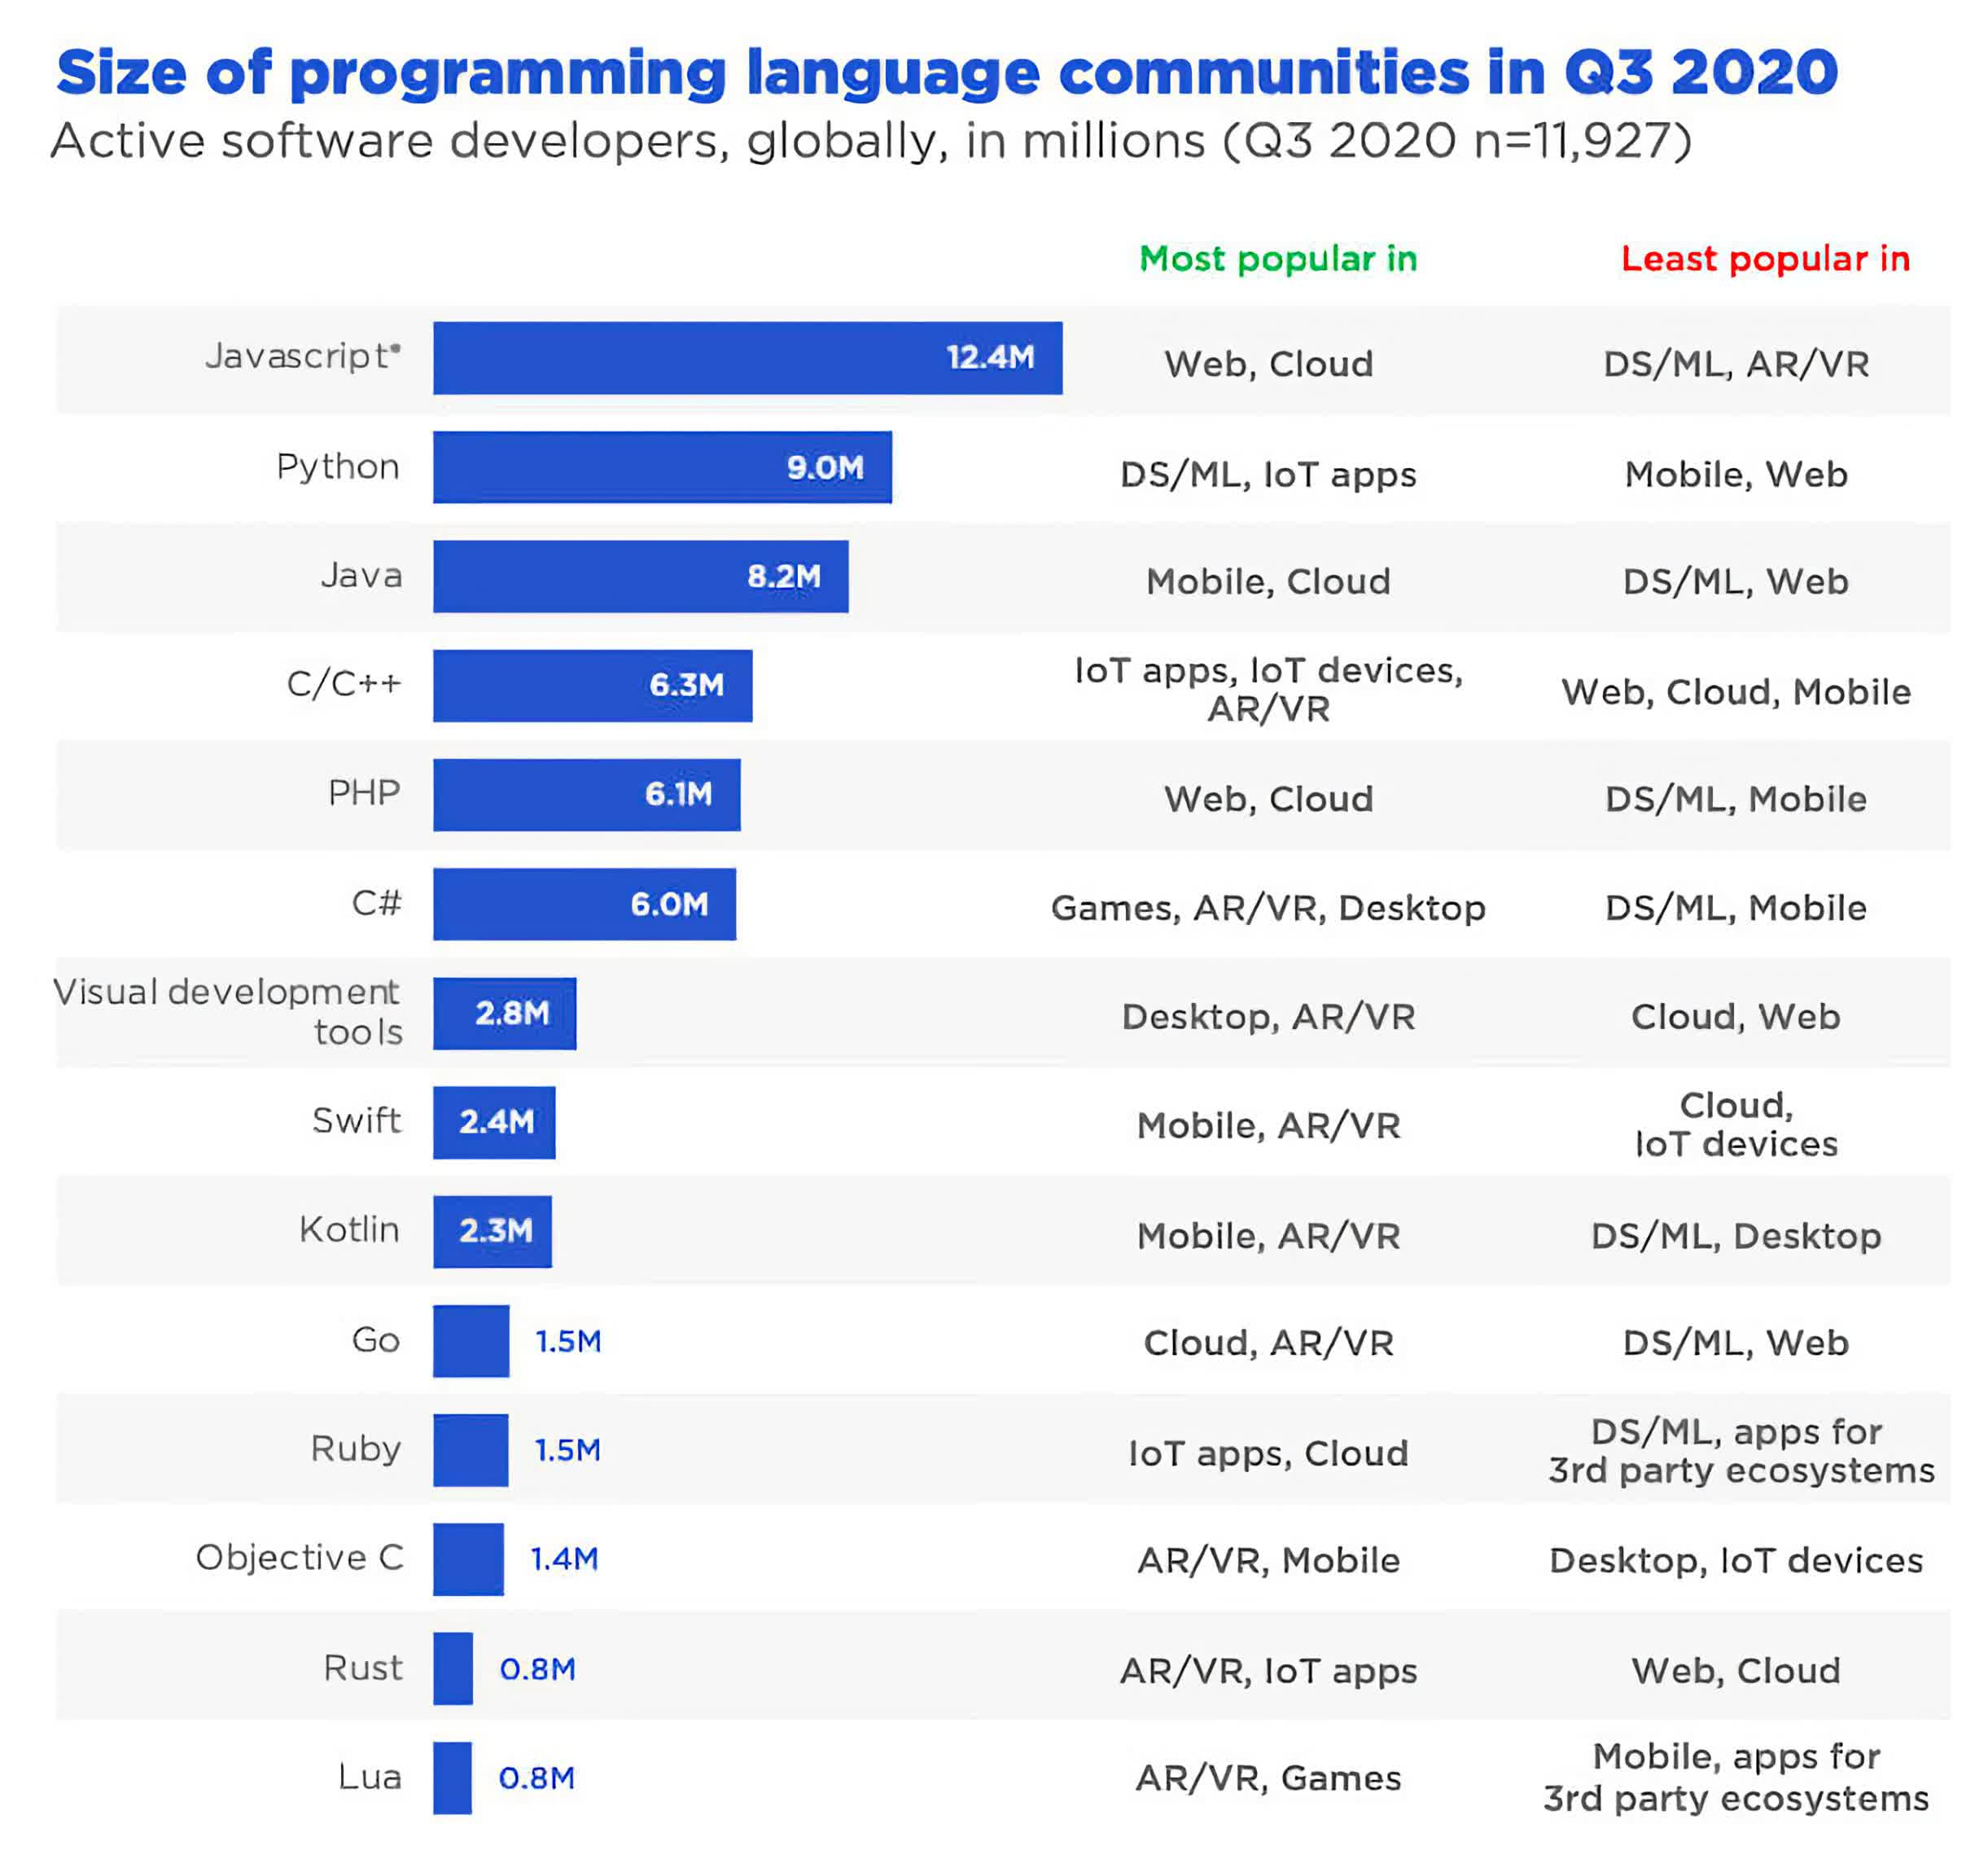 Size of programming language communities in Q3 2020
Active software developers, globally, in millions (Q3 2020 n=11,927)
Most popular in Least popular in
Javascript* 12.4M Web, Cloud DS/ML, AR/VR
Python 9.0M DS/ML, IoT apps Mobile, Web
Java 8.2M Mobile, Cloud DS/ML, Web
C/C++ 6.3M IoT apps, IoT devices,
AR/VR Web, Cloud, Mobile
PHP 6.1M Web, Cloud DS/ML, Mobile
C# 6.0M Games, AR/VR, Desktop DS/ML, Mobile
Visual development
tools 2.8M Desktop, AR/VR Cloud, Web
Swift 2.4M Mobile, AR/VR Cloud,
IoT devices
Kotlin 2.3M Mobile, AR/VR DS/ML, Desktop
Go 1.5M Cloud, AR/VR DS/ML, Web
Ruby 1.5M IoT apps, Cloud DS/ML, apps for
3rd party ecosystems
Objective C 1.4M AR/VR, Mobile Desktop, IoT devices
Rust 0.8M AR/VR, IoT apps Web, Cloud
Lua 0.8M AR/VR, Games Mobile, apps for
3rd party ecosystems